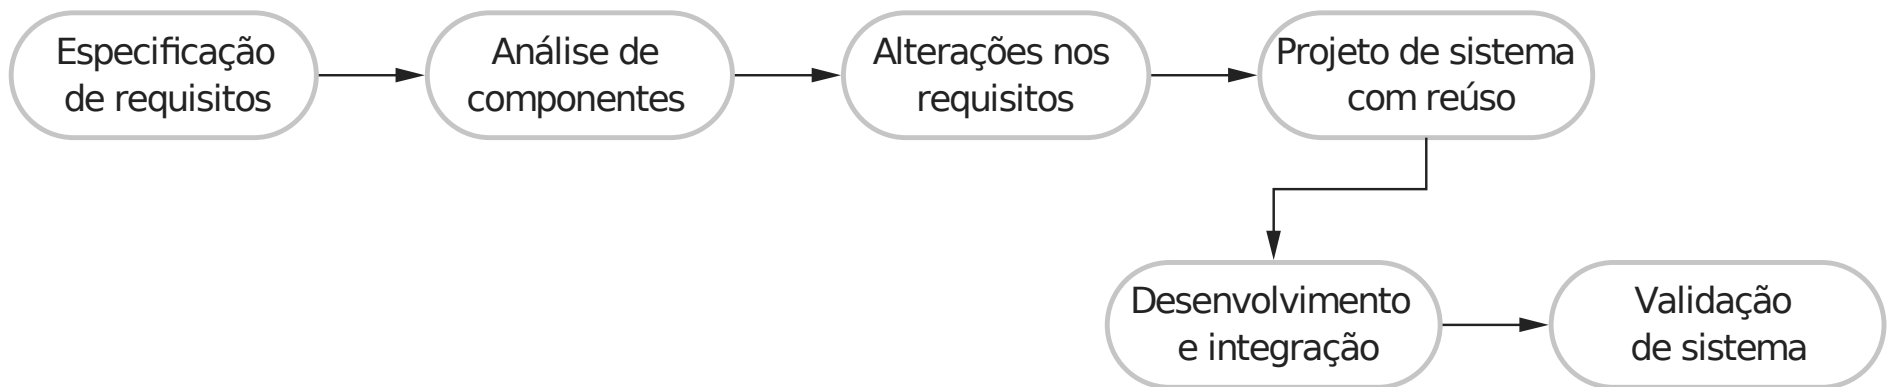 Especificação
de requisitos
Análise de
componentes
Alterações nos
requisitos
Projeto de sistema
com reúso
Desenvolvimento
e integração
Validação
de sistema